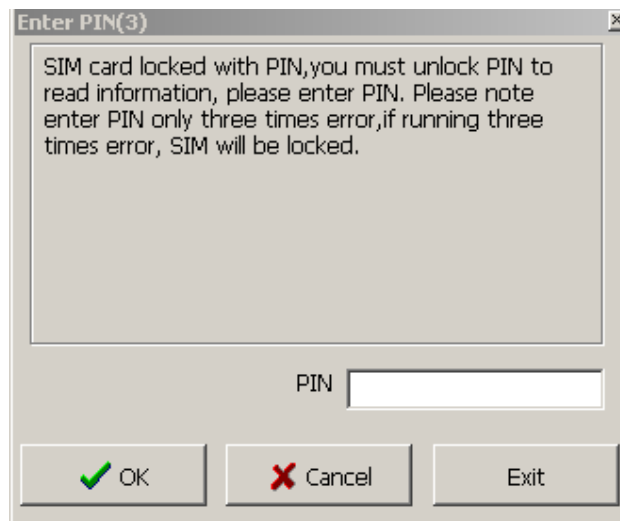 Enter PIN(3)
SIM card locked with PIN,you must unlock PIN to
read information, please enter PIN. Please note
enter PIN only three times error,if running three
times error, SIM will be locked.
PIN
OK
Cancel
Exit